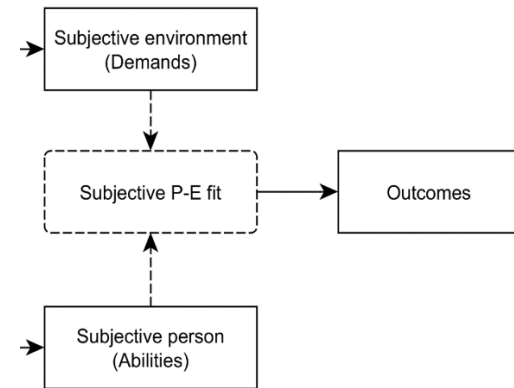 Subjective environment
(Demands)
Subjective P-E fit
Outcomes
Subjective person
(Abilities)